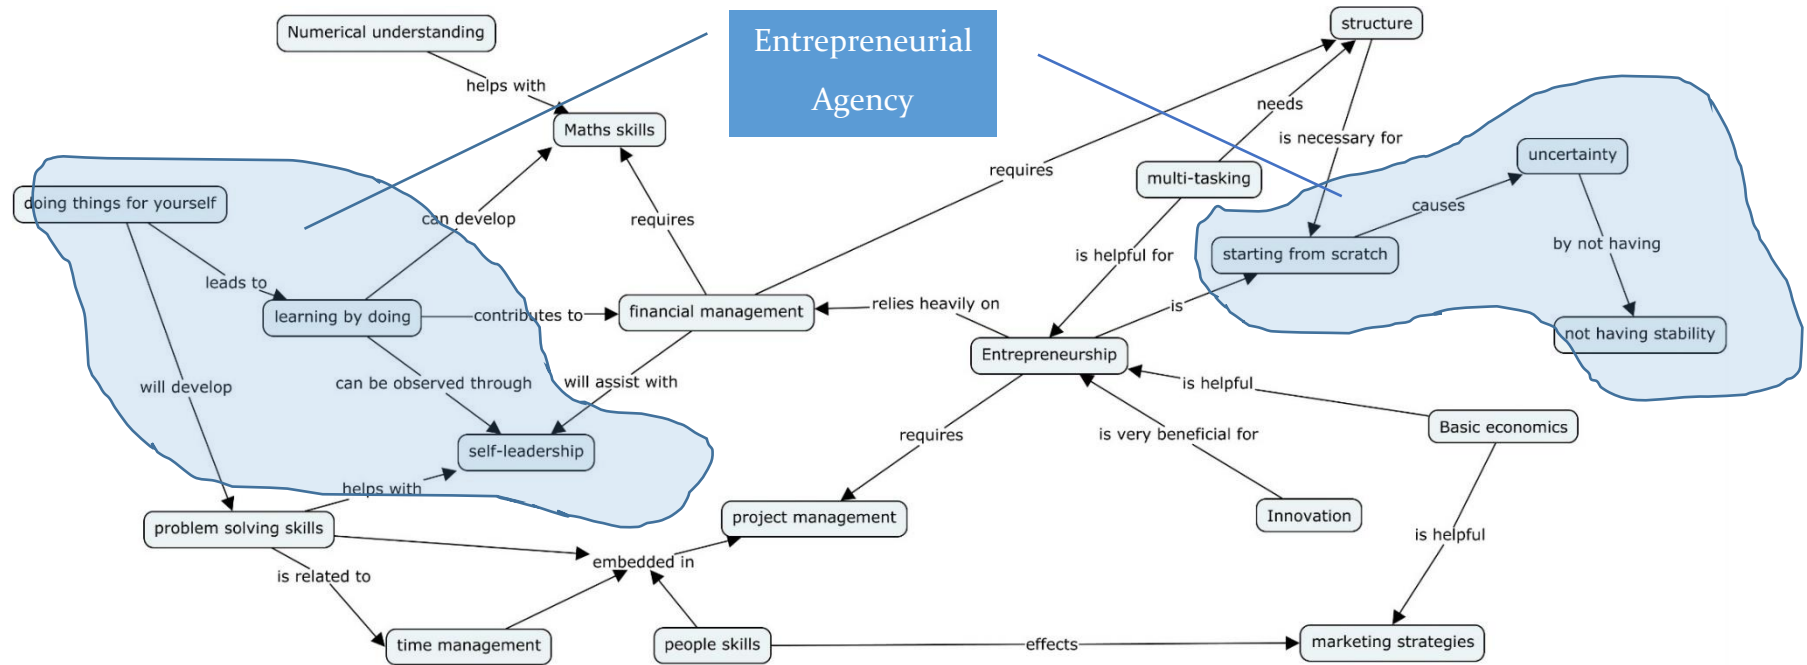 Numerical understanding
Entrepreneurial
Agency
structure
helps with
needs
Maths skills
is necessary for
uncertainty
requires
multi-tasking
doing things for yourself
can develop
requires
causes
is helpful for
by not having
starting from scratch
leads to
relies heavily on
is
learning by doing
contributes to
financial management
not having stability
Entrepreneurship
will develop
can be observed through
will assist with
is helpful
Basic economics
requires
is very beneficial for
self-leadership
helps with
problem solving skills
project management
Innovation
is helpful
embedded in
is related to
time management
people skills
effects
marketing strategies